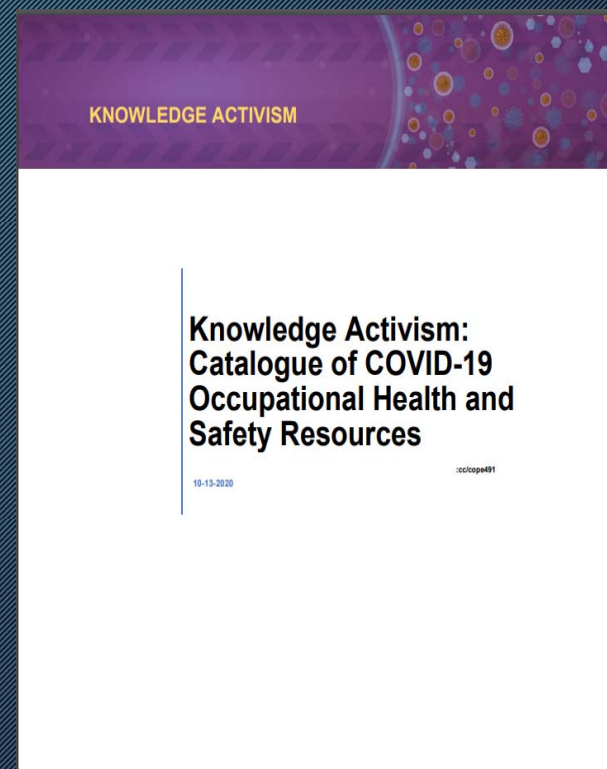 KNOWLEDGE ACTIVISM
Knowledge Activism:
Catalogue of COVID-19
Occupational Health and
Safety Resources
:cc/cope491
10-13-2020